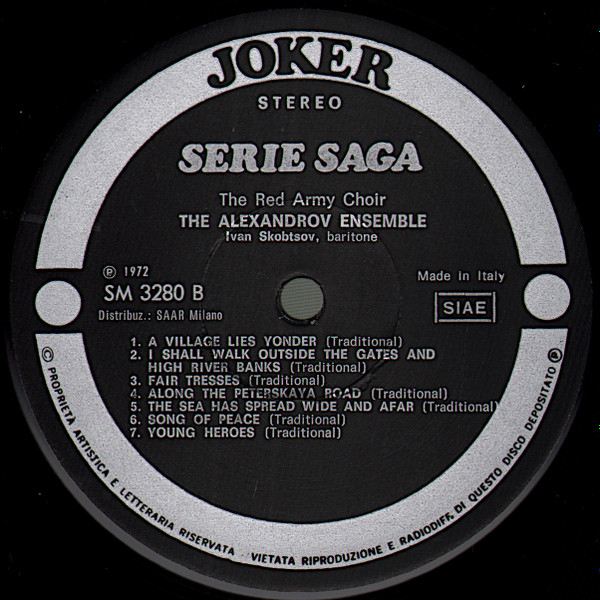 JOKER
STEREO
SERIE SAGA
The Red Army Choir
THE ALEXANDROV ENSEMBLE
Ivan Skobtsov, baritone
℗ 1972
SM 3280 B
Distribuz.: SAAR Milano
Made in Italy
SIAE
1. A VILLAGE LIES YONDER (Traditional)
2. I SHALL WALK OUTSIDE THE GATES AND
HIGH RIVER BANKS (Traditional)
3. FAIR TRESSES (Traditional)
4. ALONG THE PETERSKAYA ROAD (Traditional)
5. THE SEA HAS SPREAD WIDE AND AFAR (Traditional)
6. SONG OF PEACE (Traditional)
7. YOUNG HEROES (Traditional)
© PROPRIETÀ ARTISTICA E LETTERARIA RISERVATA - VIETATA RIPRODUZIONE E RADIODIFF. DI QUESTO DISCO DEPOSITATO ℗